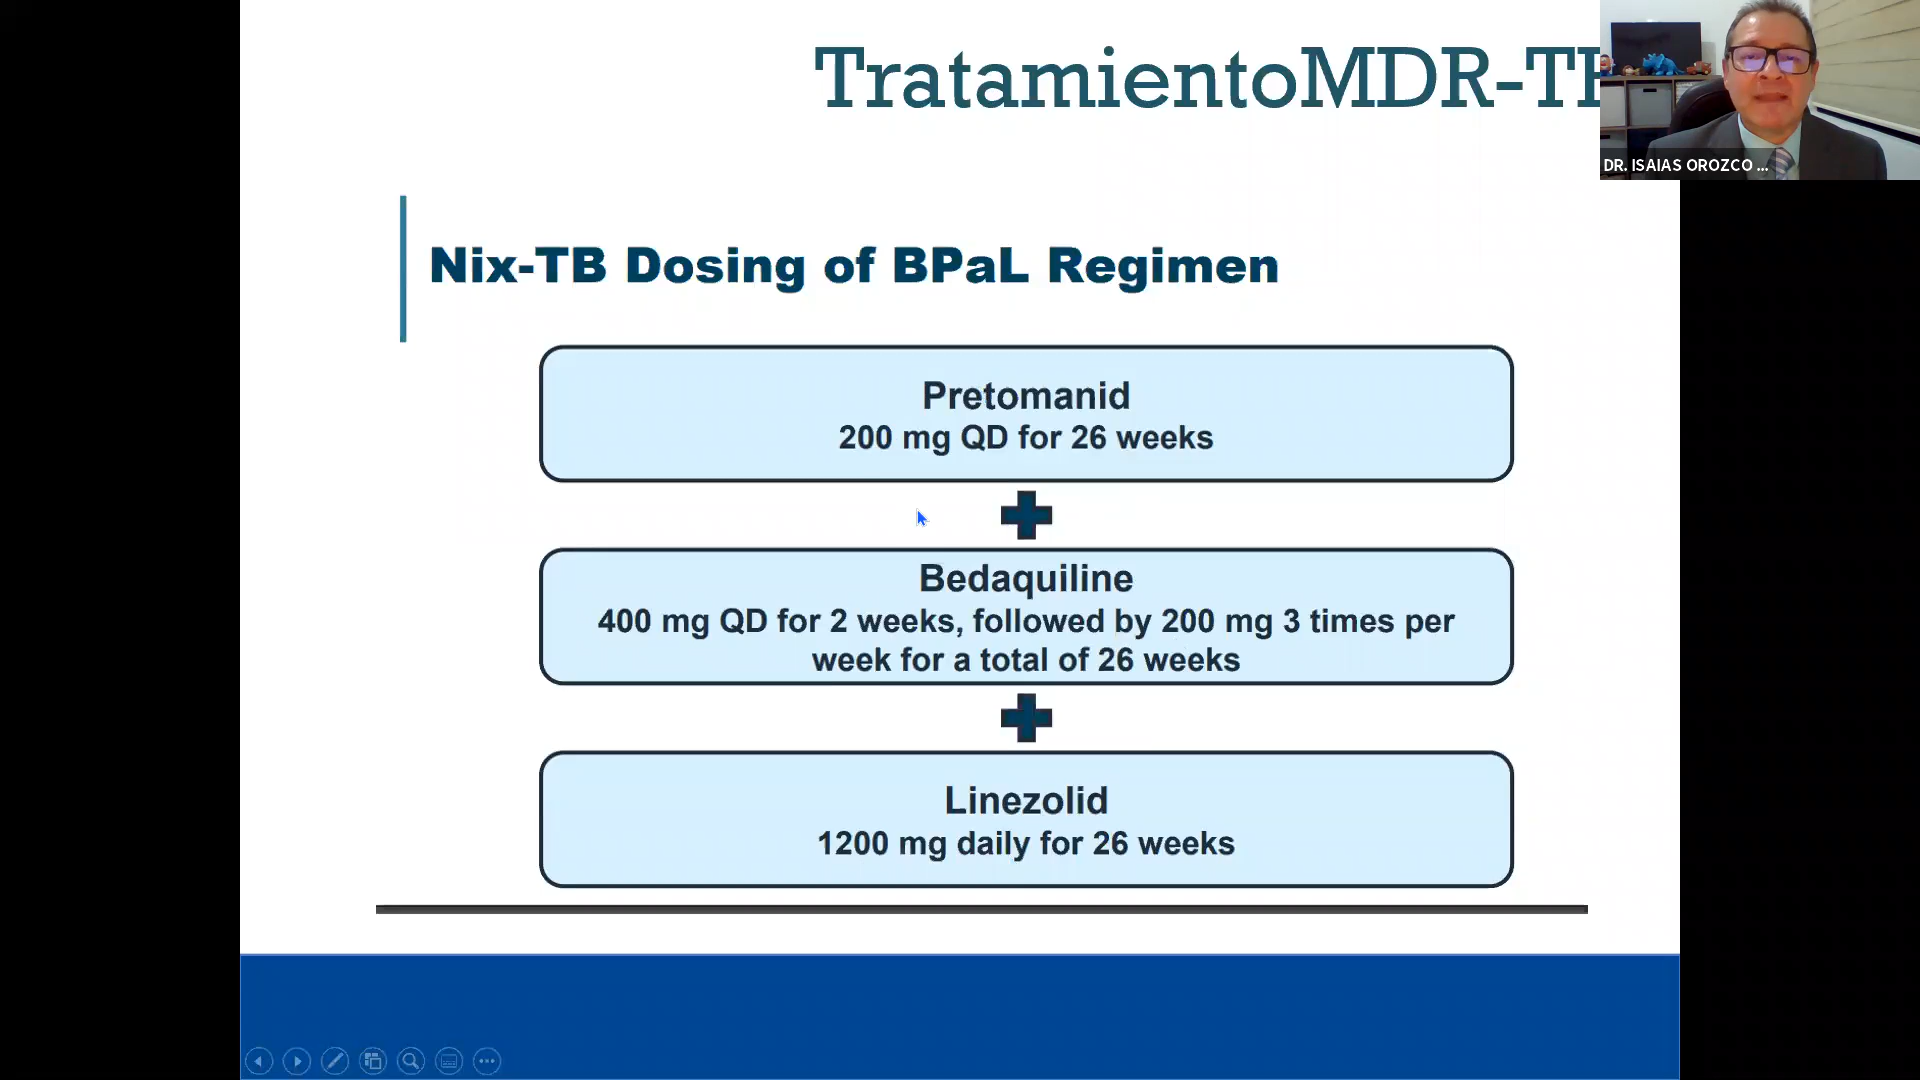 TratamientoMDR-T
DR. ISAIAS OROZCO ...
Nix-TB Dosing of BPaL Regimen
Pretomanid
200 mg QD for 26 weeks
Bedaquiline
400 mg QD for 2 weeks, followed by 200 mg 3 times per
week for a total of 26 weeks
Linezolid
1200 mg daily for 26 weeks